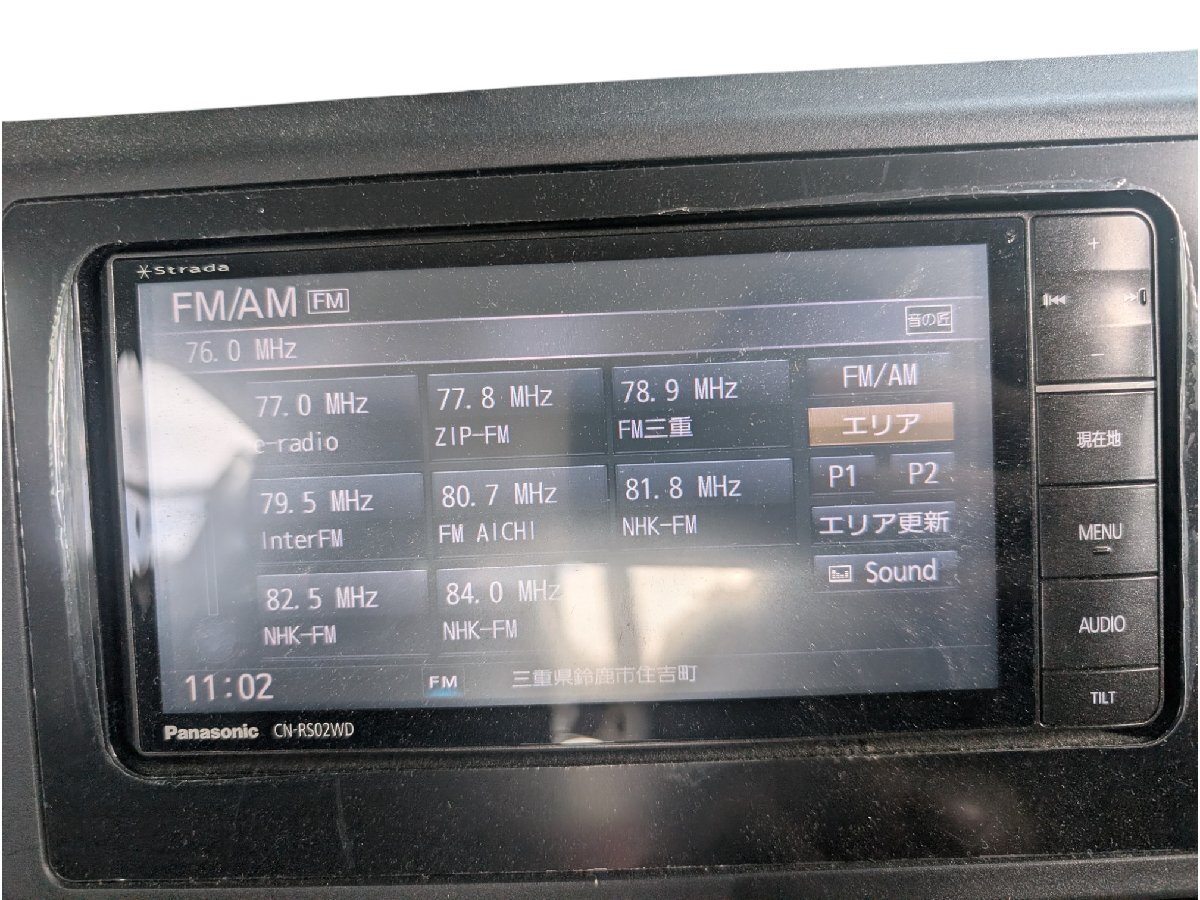 Strada
FM/AM FM
音の匠
76.0 MHz
77.0 MHz
e-radio
77.8 MHz
ZIP-FM
78.9 MHz
FM三重
79.5 MHz
InterFM
80.7 MHz
FM AICHI
81.8 MHz
NHK-FM
82.5 MHz
NHK-FM
84.0 MHz
NHK-FM
FM/AM
エリア
P1 P2
エリア更新
Sound
11:02 FM 三重県鈴鹿市住吉町
Panasonic CN-RS02WD
+
−
現在地
MENU
AUDIO
TILT